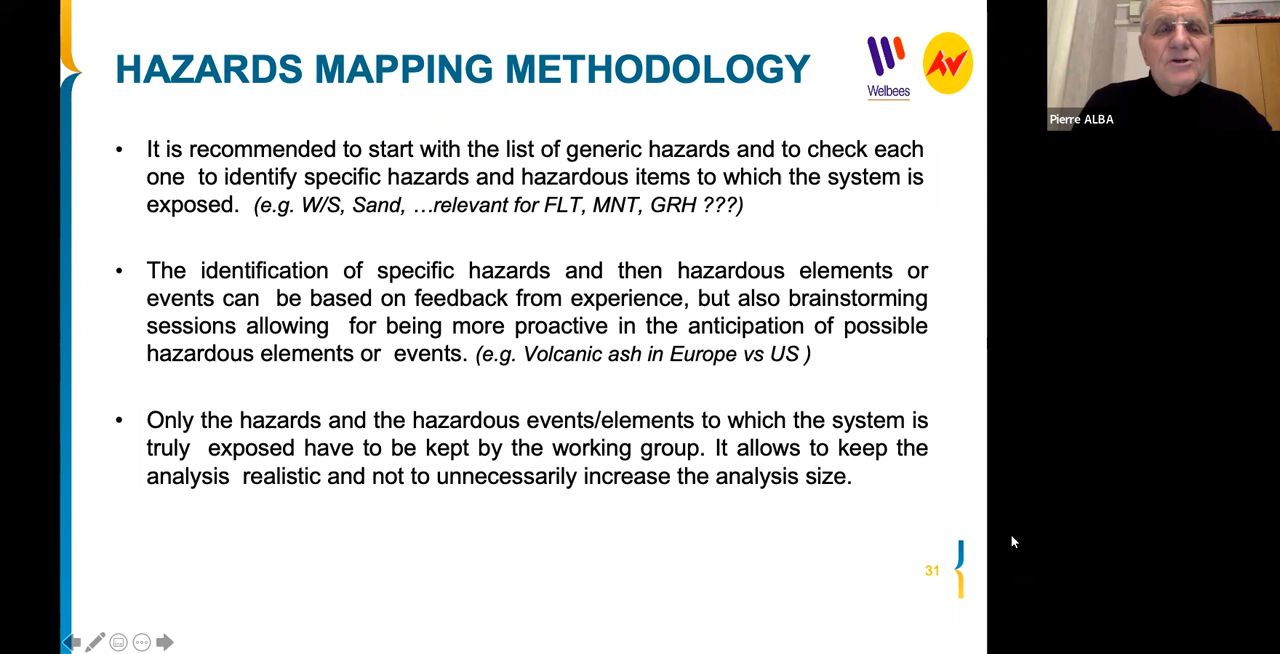 HAZARDS MAPPING METHODOLOGY
Welbees
• It is recommended to start with the list of generic hazards and to check each
one to identify specific hazards and hazardous items to which the system is
exposed. (e.g. W/S, Sand, …relevant for FLT, MNT, GRH ???)
• The identification of specific hazards and then hazardous elements or
events can be based on feedback from experience, but also brainstorming
sessions allowing for being more proactive in the anticipation of possible
hazardous elements or events. (e.g. Volcanic ash in Europe vs US )
• Only the hazards and the hazardous events/elements to which the system is
truly exposed have to be kept by the working group. It allows to keep the
analysis realistic and not to unnecessarily increase the analysis size.
31
Pierre ALBA